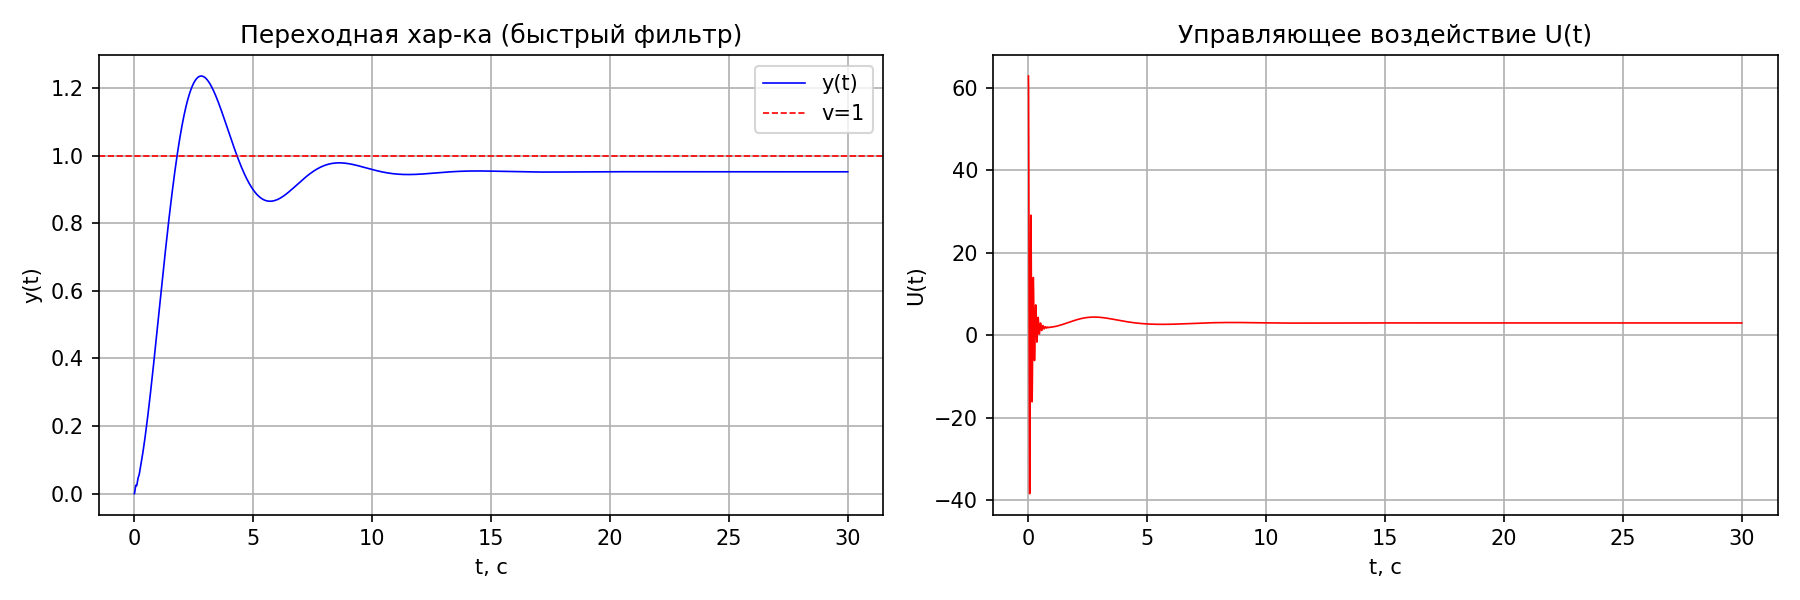 Переходная хар-ка (быстрый фильтр)
y(t)
1.2
1.0
0.8
0.6
0.4
0.2
0.0
y(t)
v=1
0 5 10 15 20 25 30
t, с
Управляющее воздействие U(t)
U(t)
60
40
20
0
−20
−40
0 5 10 15 20 25 30
t, с